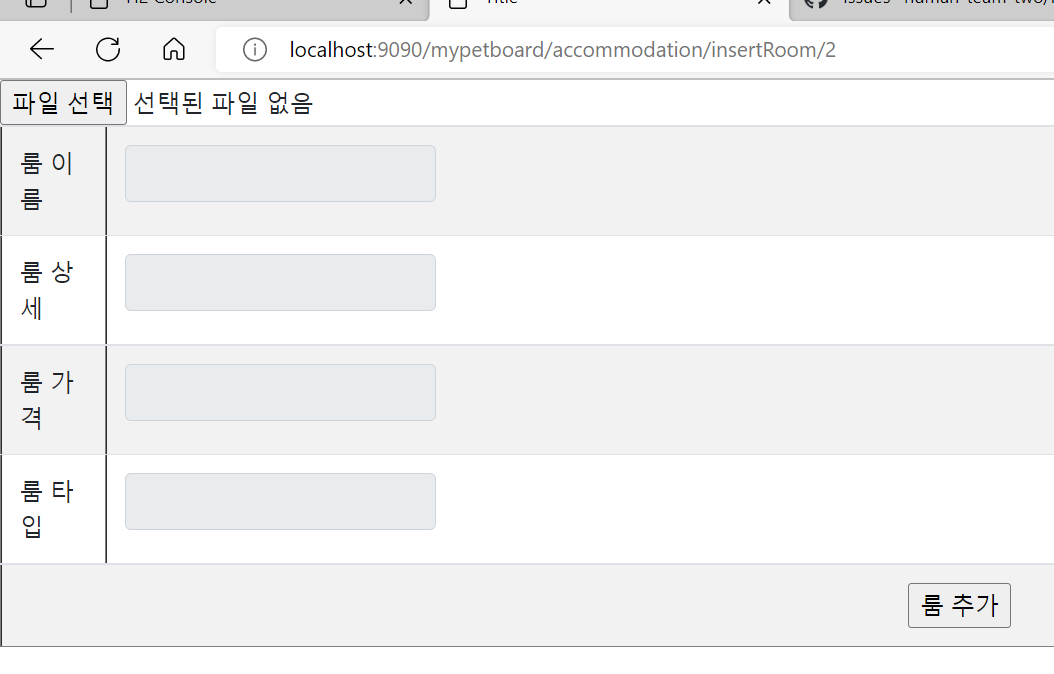 H2 Console
Title
Issues · human-team-two/
localhost:9090/mypetboard/accommodation/insertRoom/2
파일 선택 선택된 파일 없음
룸 이
름
룸 상
세
룸 가
격
룸 타
입
룸 추가